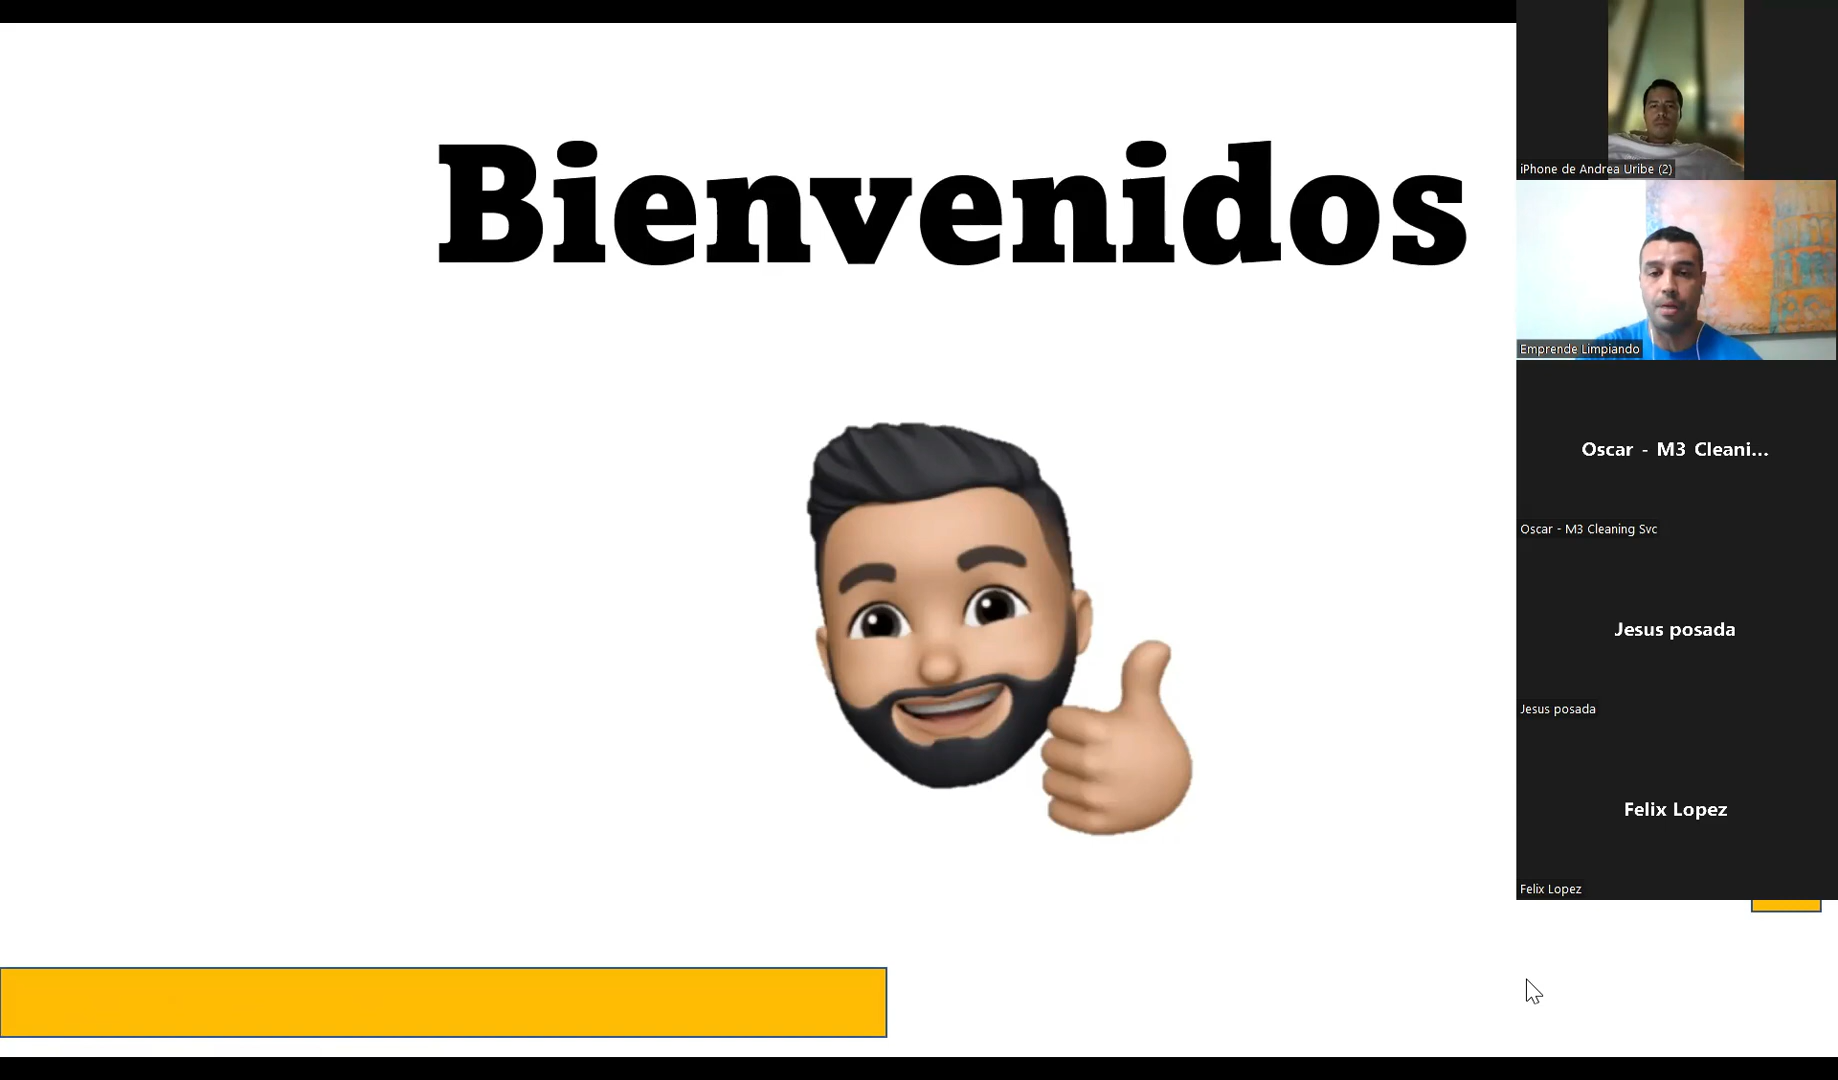 Bienvenidos
iPhone de Andrea Uribe (2)
Emprende Limpiando
Oscar - M3 Cleani...
Oscar - M3 Cleaning Svc
Jesus posada
Jesus posada
Felix Lopez
Felix Lopez